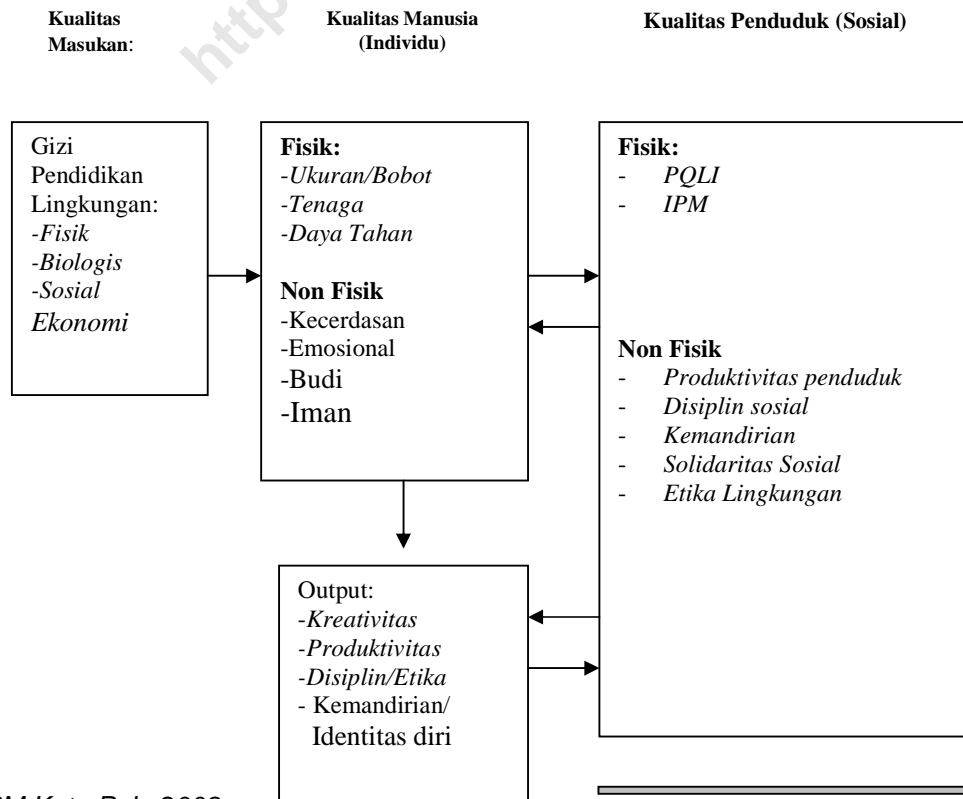 Kualitas
Masukan:
Kualitas Manusia
(Individu)
Kualitas Penduduk (Sosial)
Gizi
Pendidikan
Lingkungan:
-Fisik
-Biologis
-Sosial
Ekonomi
Fisik:
-Ukuran/Bobot
-Tenaga
-Daya Tahan
Non Fisik
-Kecerdasan
-Emosional
-Budi
-Iman
Fisik:
- PQLI
- IPM
Non Fisik
- Produktivitas penduduk
- Disiplin sosial
- Kemandirian
- Solidaritas Sosial
- Etika Lingkungan
Output:
-Kreativitas
-Produktivitas
-Disiplin/Etika
- Kemandirian/
Identitas diri
http